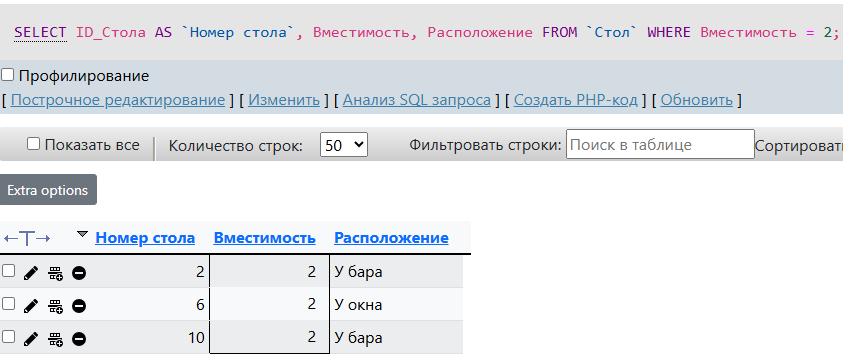 SELECT ID_Стола AS `Номер стола`, Вместимость, Расположение FROM `Стол` WHERE Вместимость = 2;
Профилирование
[ Построчное редактирование ] [ Изменить ] [ Анализ SQL запроса ] [ Создать PHP-код ] [ Обновить ]
Показать все Количество строк: 50 Фильтровать строки: Поиск в таблице Сортировать
Extra options
←T→ Номер стола Вместимость Расположение
2 2 У бара
6 2 У окна
10 2 У бара